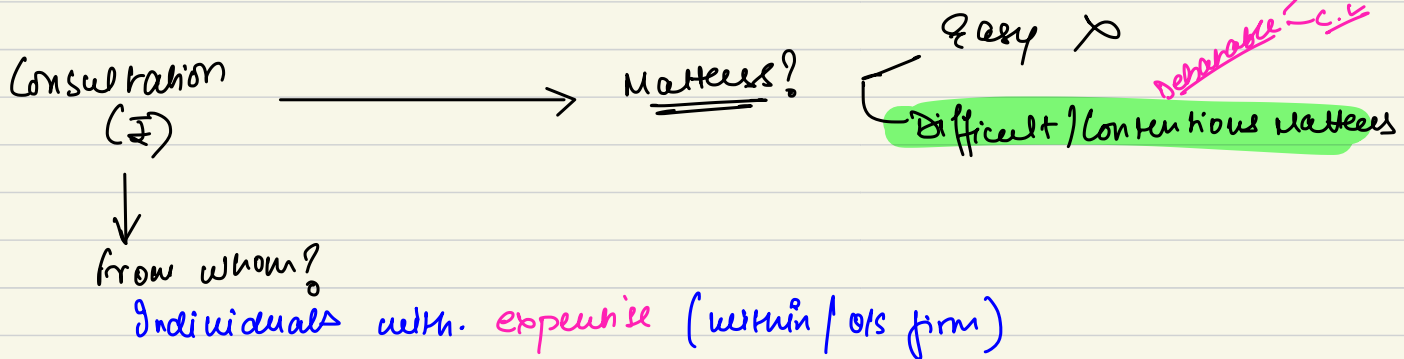 Easy ×
Debatable - C.L
Consultation
Matters?
(I)
Difficult/Contentious Matters
from whom?
Individuals with. expertise (within / o/s firm)